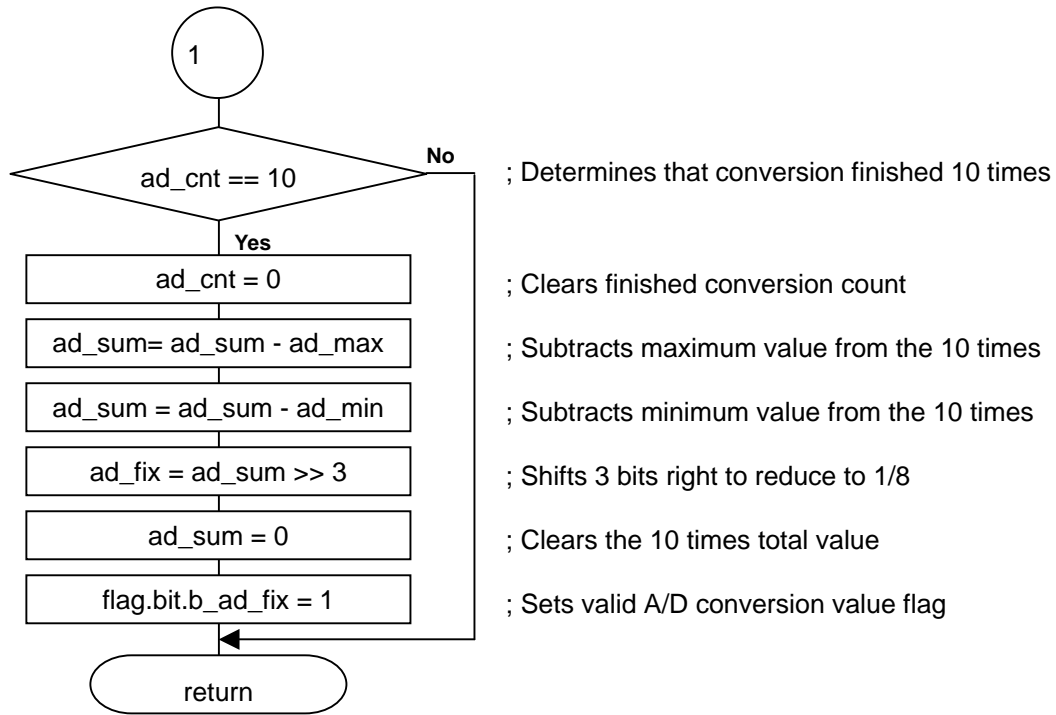 1
ad_cnt == 10
No
; Determines that conversion finished 10 times
Yes
ad_cnt = 0
; Clears finished conversion count
ad_sum= ad_sum - ad_max
; Subtracts maximum value from the 10 times
ad_sum = ad_sum - ad_min
; Subtracts minimum value from the 10 times
ad_fix = ad_sum >> 3
; Shifts 3 bits right to reduce to 1/8
ad_sum = 0
; Clears the 10 times total value
flag.bit.b_ad_fix = 1
; Sets valid A/D conversion value flag
return